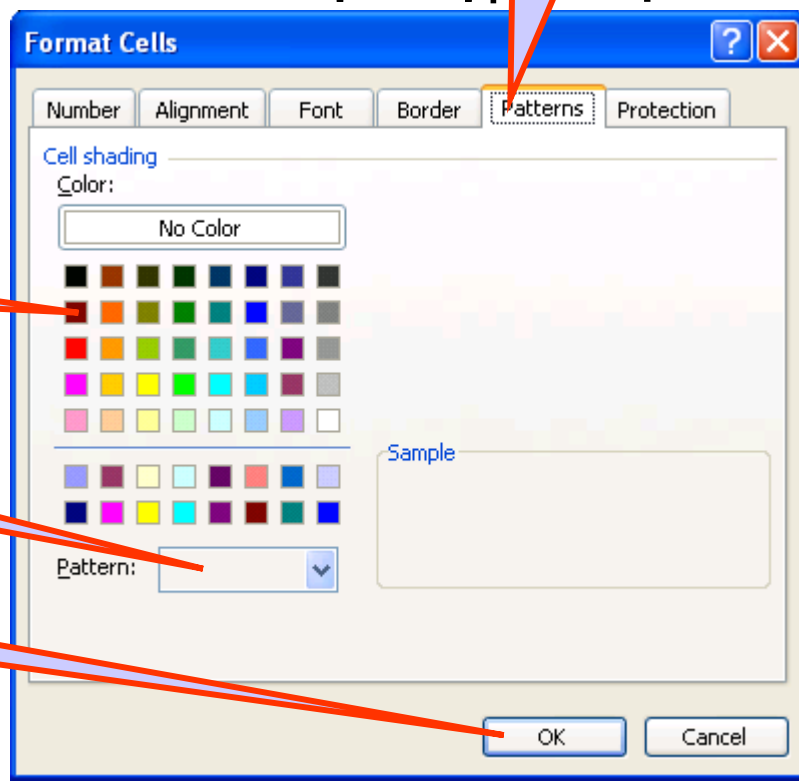 Format Cells
Number Alignment Font Border Patterns Protection
Cell shading
Color:
No Color
Sample
Pattern:
OK Cancel